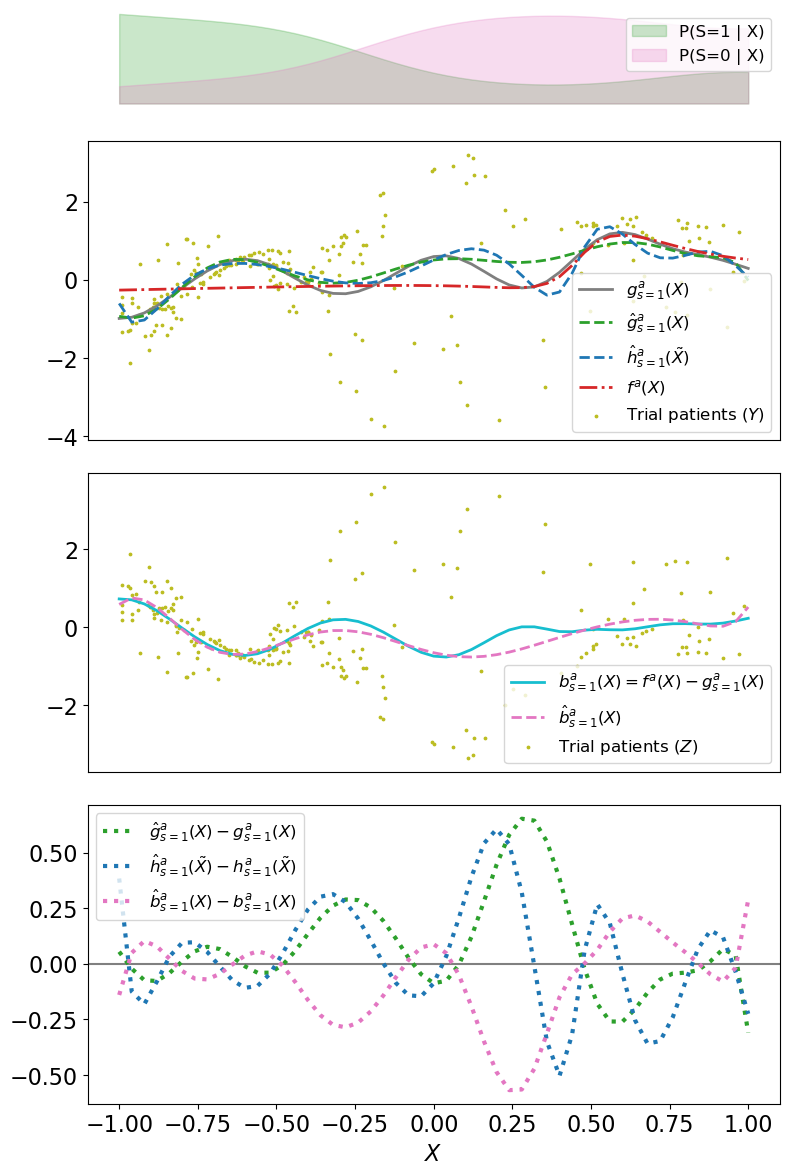 P(S=1 | X)
P(S=0 | X)
2
0
−2
−4
g^a_{s=1}(X)
ĝ^a_{s=1}(X)
ĥ^a_{s=1}(X̃)
f^a(X)
Trial patients (Y)
2
0
−2
b^a_{s=1}(X) = f^a(X) − g^a_{s=1}(X)
b̂^a_{s=1}(X)
Trial patients (Z)
ĝ^a_{s=1}(X) − g^a_{s=1}(X)
ĥ^a_{s=1}(X̃) − h^a_{s=1}(X̃)
b̂^a_{s=1}(X) − b^a_{s=1}(X)
0.50
0.25
0.00
−0.25
−0.50
−1.00 −0.75 −0.50 −0.25 0.00 0.25 0.50 0.75 1.00
X